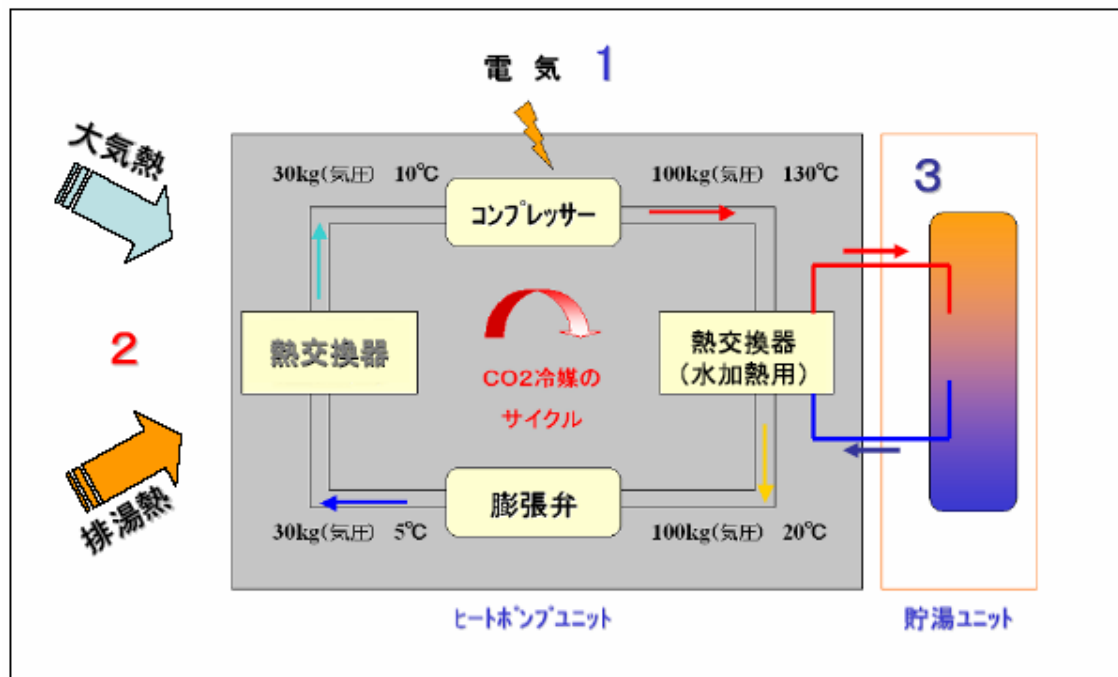 電 気 1
大気熱
30kg(気圧) 10℃
100kg(気圧) 130℃
コンプレッサー
3
2
熱交換器
熱交換器
(水加熱用)
CO2冷媒の
サイクル
排湯熱
膨張弁
30kg(気圧) 5℃
100kg(気圧) 20℃
ﾋｰﾄﾎﾟﾝﾌﾟﾕﾆｯﾄ
貯湯ﾕﾆｯﾄ